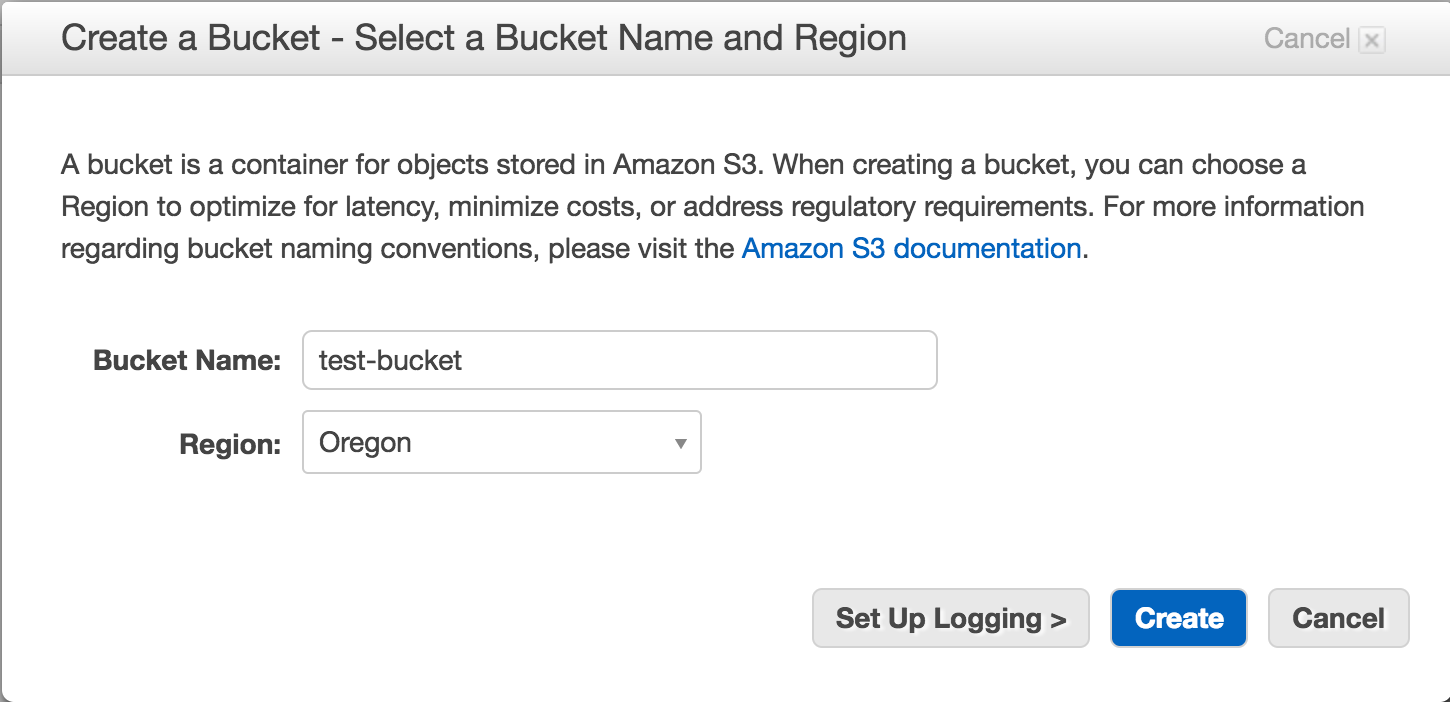 Create a Bucket - Select a Bucket Name and Region
Cancel x
A bucket is a container for objects stored in Amazon S3. When creating a bucket, you can choose a
Region to optimize for latency, minimize costs, or address regulatory requirements. For more information
regarding bucket naming conventions, please visit the Amazon S3 documentation.
Bucket Name: test-bucket
Region: Oregon
Set Up Logging > Create Cancel